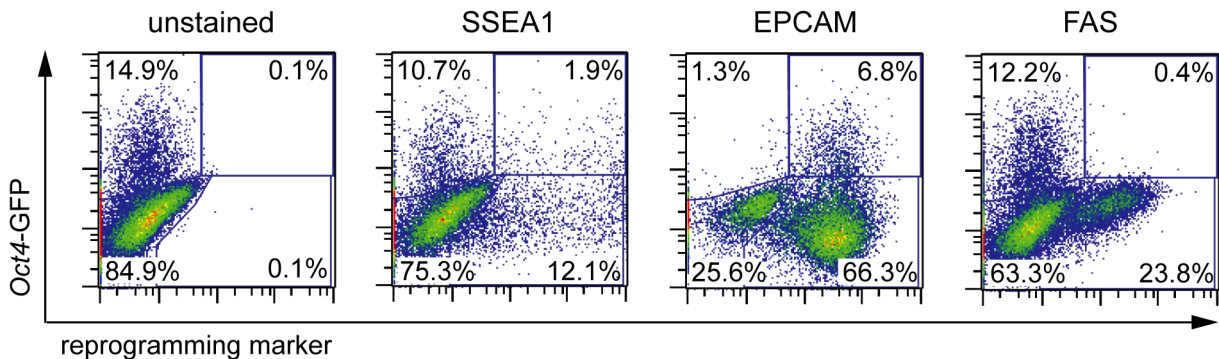 unstained SSEA1 EPCAM FAS
14.9% 0.1% 10.7% 1.9% 1.3% 6.8% 12.2% 0.4%
Oct4-GFP
84.9% 0.1% 75.3% 12.1% 25.6% 66.3% 63.3% 23.8%
reprogramming marker